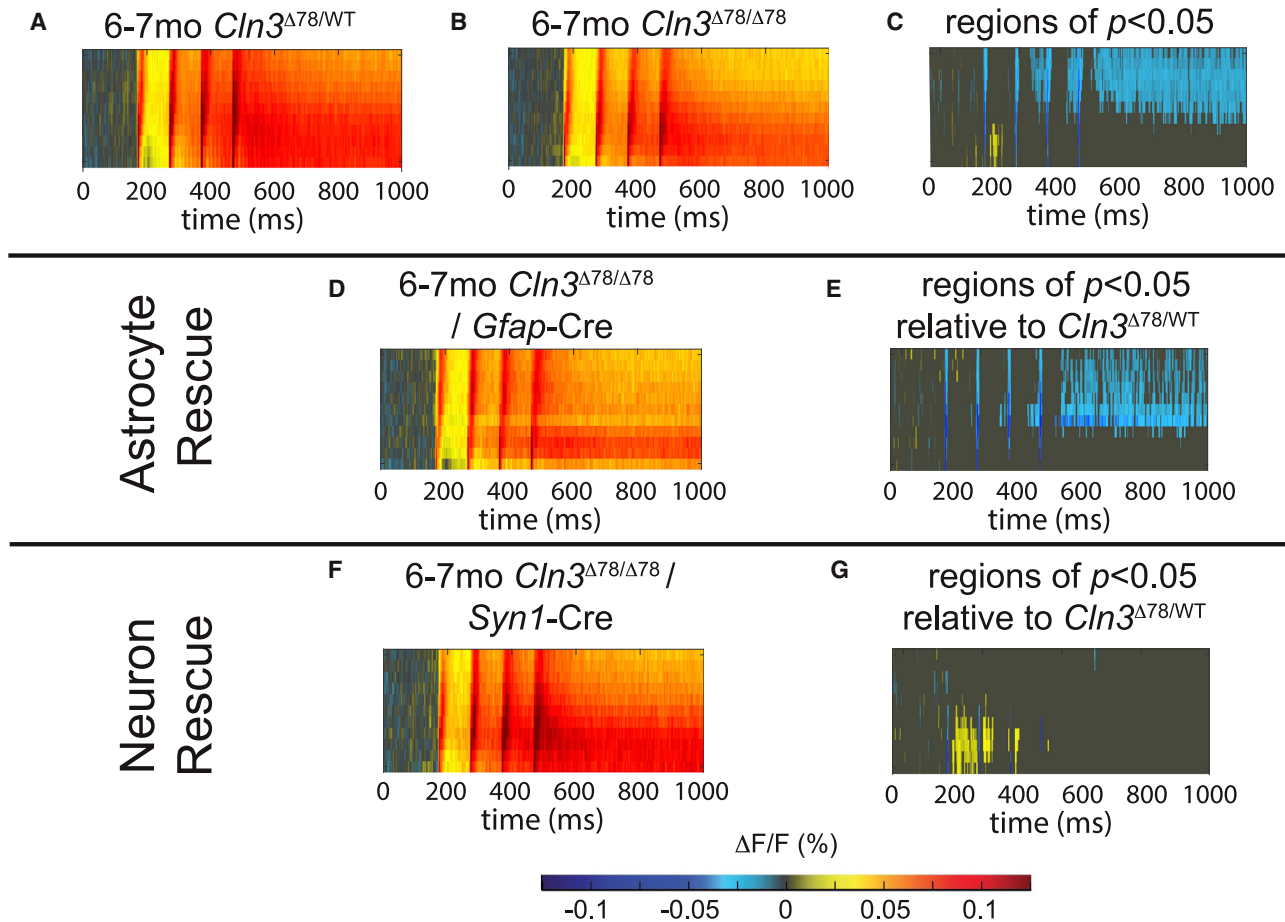 A
6-7mo Cln3Δ78/WT
0 200 400 600 800 1000
time (ms)
B
6-7mo Cln3Δ78/Δ78
0 200 400 600 800 1000
time (ms)
C
regions of p<0.05
0 200 400 600 800 1000
time (ms)
Astrocyte
Rescue
D
6-7mo Cln3Δ78/Δ78
/ Gfap-Cre
0 200 400 600 800 1000
time (ms)
E
regions of p<0.05
relative to Cln3Δ78/WT
0 200 400 600 800 1000
time (ms)
Neuron
Rescue
F
6-7mo Cln3Δ78/Δ78 /
Syn1-Cre
0 200 400 600 800 1000
time (ms)
G
regions of p<0.05
relative to Cln3Δ78/WT
0 200 400 600 800 1000
time (ms)
ΔF/F (%)
-0.1 -0.05 0 0.05 0.1